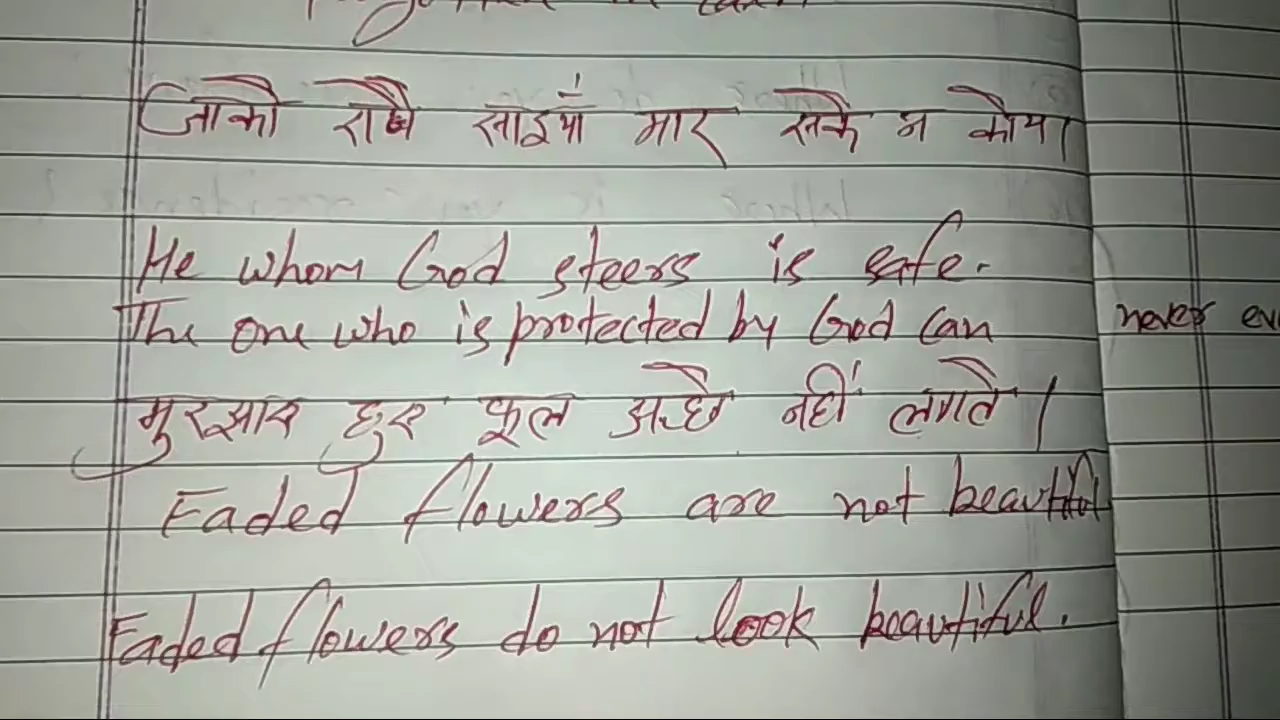 जाको राखै साइयाँ मार सकै न कोय।
He whom God steers is safe.
The one who is protected by God can never
मुरझाए हुए फूल अच्छे नहीं लगते।
Faded flowers are not beautiful
Faded flowers do not look beautiful.